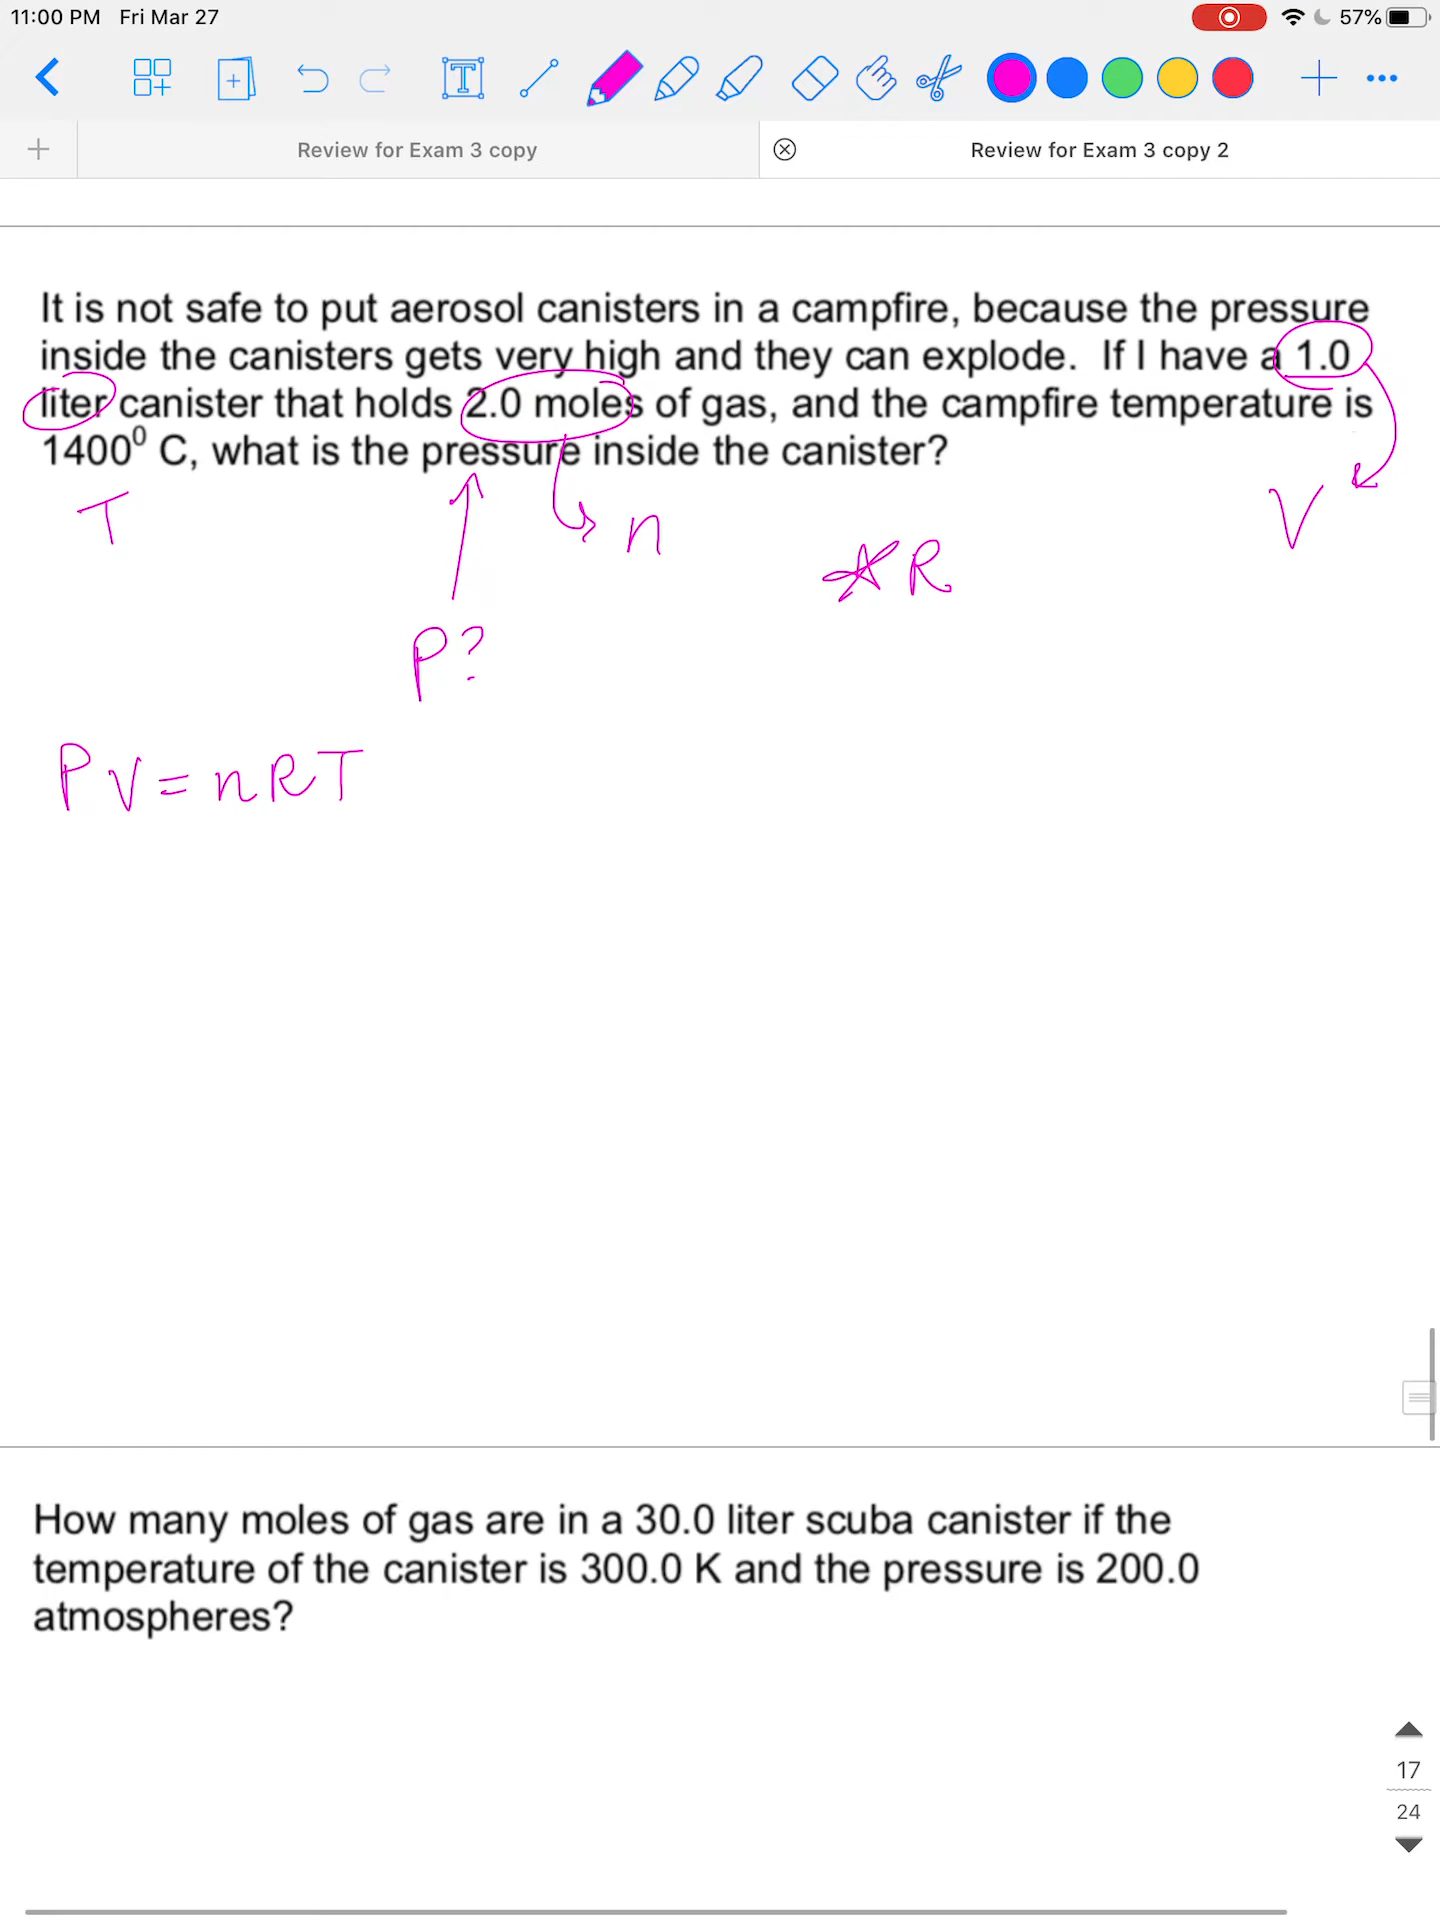 11:00 PM Fri Mar 27 57%
Review for Exam 3 copy Review for Exam 3 copy 2
It is not safe to put aerosol canisters in a campfire, because the pressure
inside the canisters gets very high and they can explode. If I have a 1.0
liter canister that holds 2.0 moles of gas, and the campfire temperature is
1400⁰ C, what is the pressure inside the canister?
T n V
*R
P?
PV=nRT
How many moles of gas are in a 30.0 liter scuba canister if the
temperature of the canister is 300.0 K and the pressure is 200.0
atmospheres?
17
24